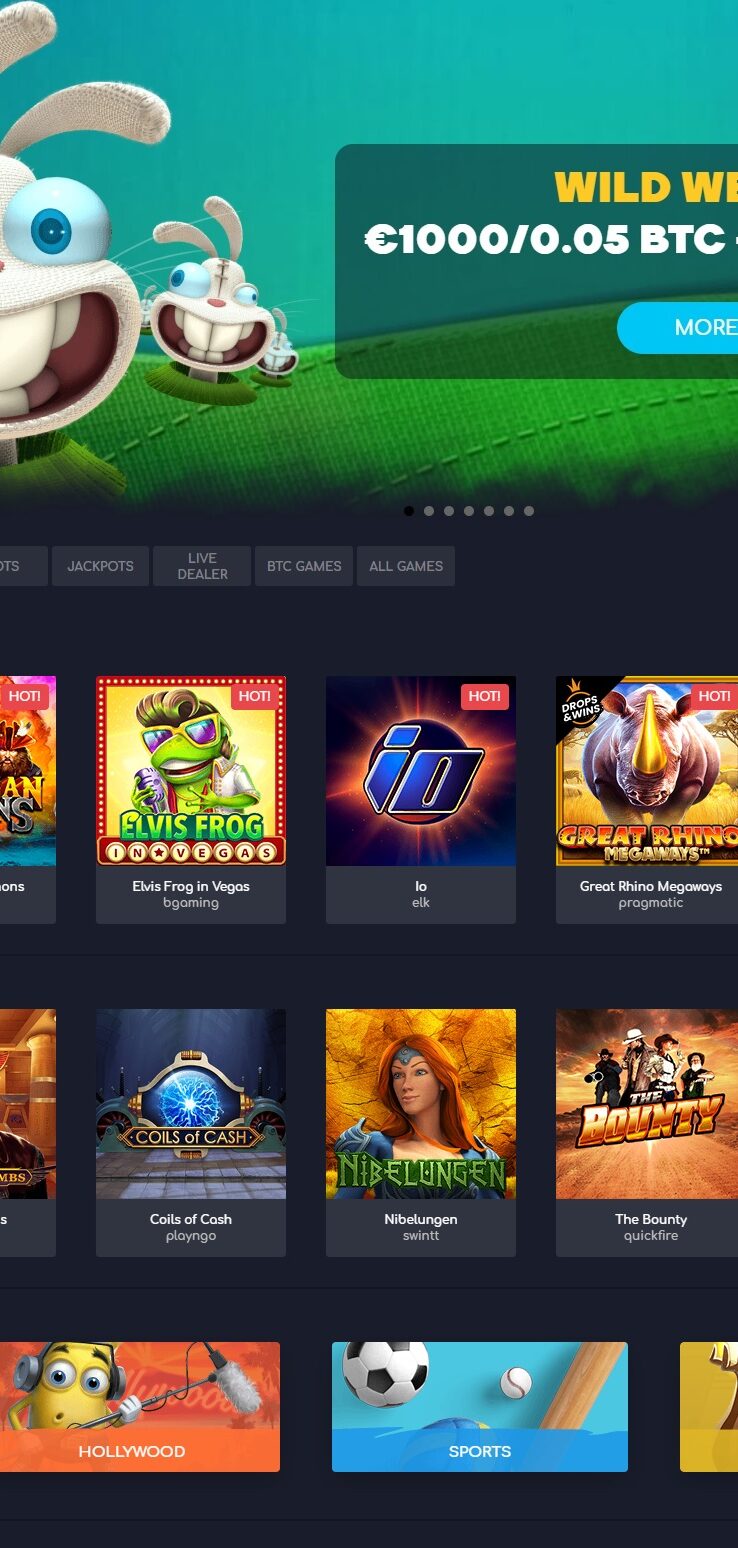 WILD WE
€1000/0.05 BTC
MORE
OTS
JACKPOTS
LIVE
DEALER
BTC GAMES
ALL GAMES
HOT!
HOT!
HOT!
HOT!
DROPS
&WINS
AN
NS
ELVIS FROG
IN VEGAS
io
GREAT RHINO
MEGAWAYS™
ons
Elvis Frog in Vegas
Io
Great Rhino Megaways
bgaming
elk
pragmatic
MBS
COILS of CASH
NIBELUNGEN
THE
BOUNTY
s
Coils of Cash
Nibelungen
The Bounty
playngo
swintt
quickfire
HOLLYWOOD
SPORTS